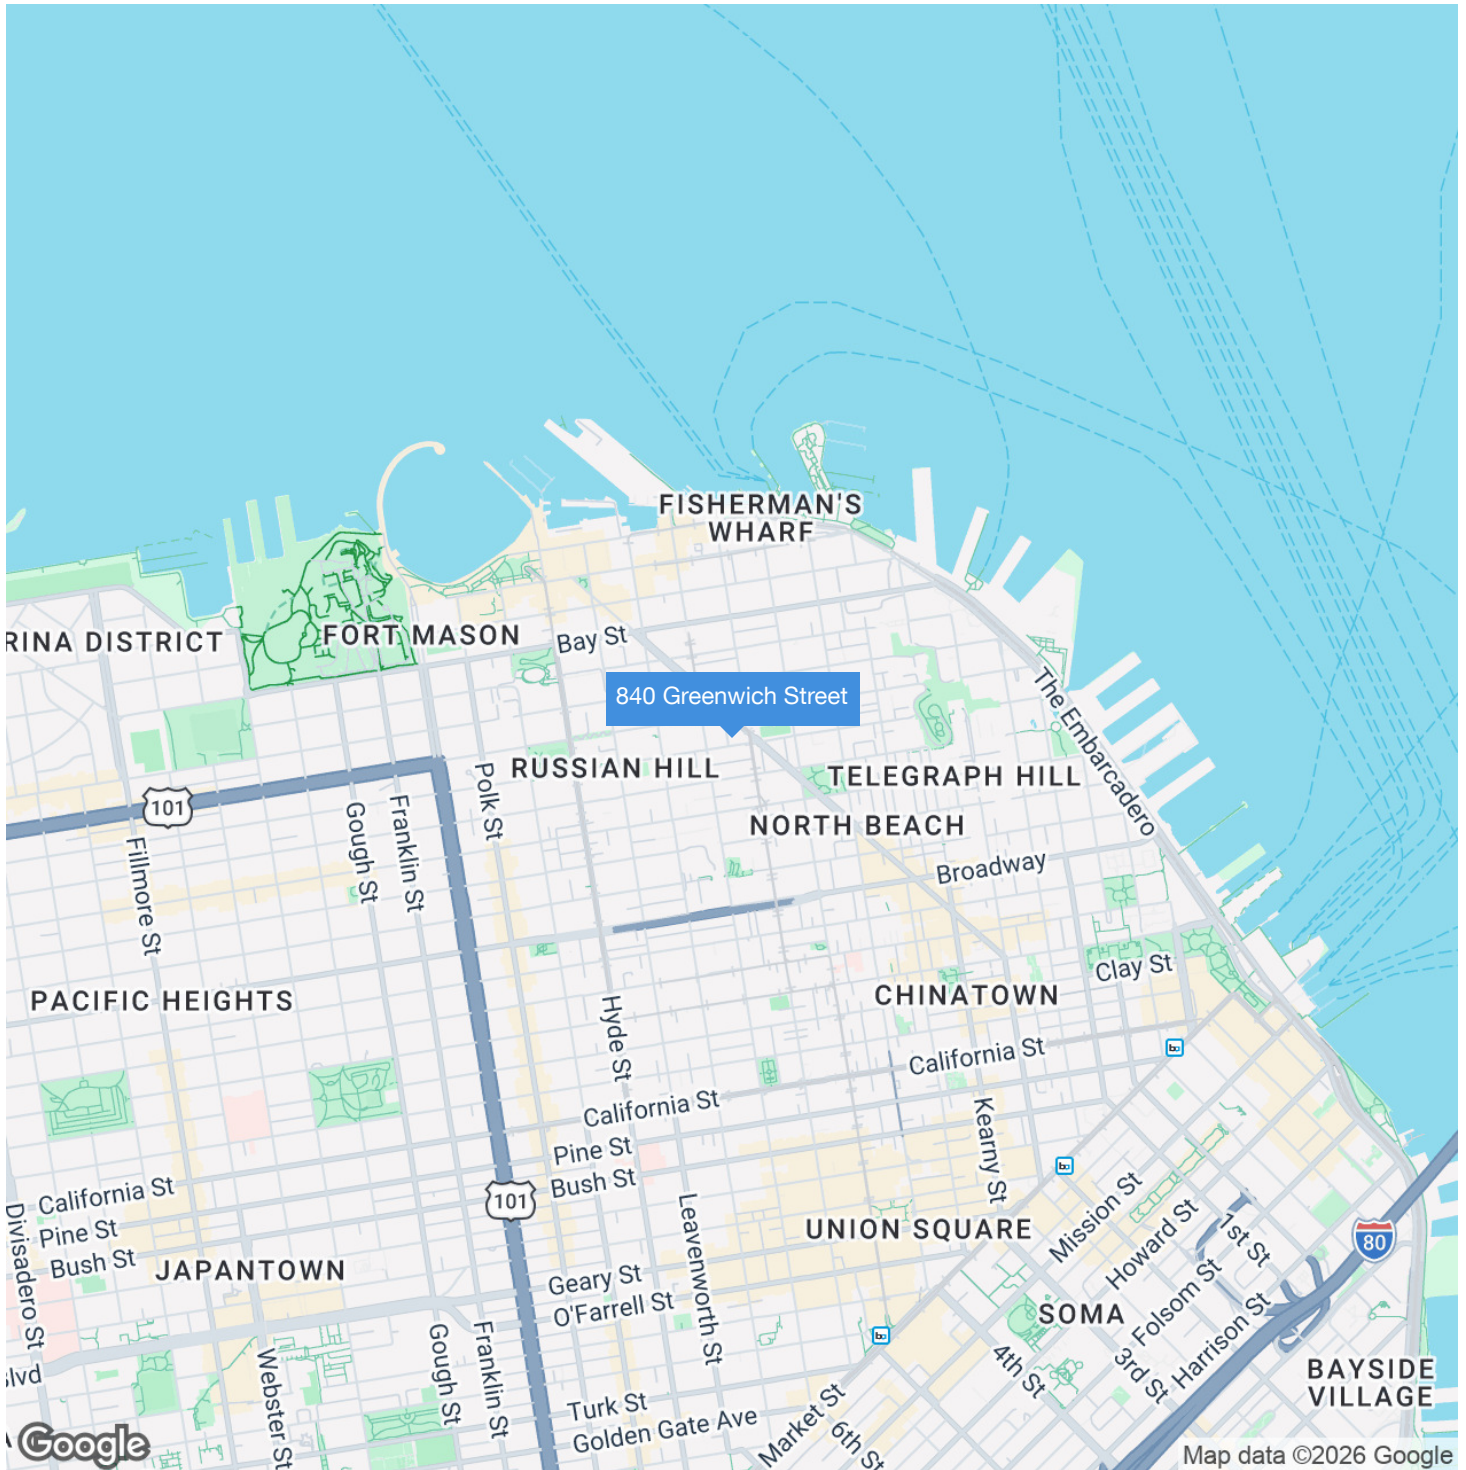 FISHERMAN'S
WHARF
RINA DISTRICT
FORT MASON
Bay St
840 Greenwich Street
The Embarcadero
RUSSIAN HILL
TELEGRAPH HILL
NORTH BEACH
101
Polk St
Gough St
Franklin St
Fillmore St
Broadway
Clay St
PACIFIC HEIGHTS
CHINATOWN
Hyde St
California St
California St
Kearny St
Pine St
Bush St
101
California St
Pine St
Bush St
Divisadero St
JAPANTOWN
Leavenworth St
UNION SQUARE
Mission St
Howard St
1st St
80
Geary St
O'Farrell St
SOMA
Folsom St
Harrison St
3rd St
4th St
BAYSIDE
VILLAGE
Blvd
Webster St
Gough St
Franklin St
Turk St
Golden Gate Ave
Market St
6th St
Google
Map data ©2026 Google